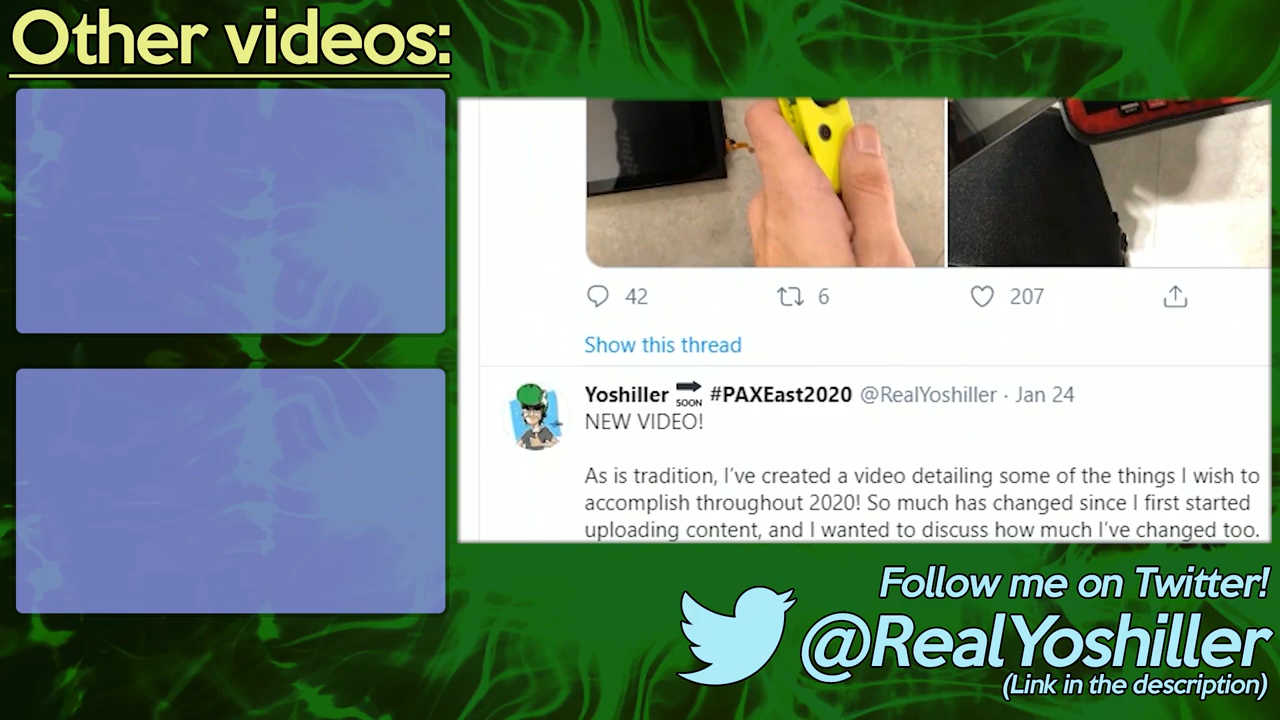 Other videos:
42 6 207
Show this thread
Yoshiller SOON #PAXEast2020 @RealYoshiller · Jan 24
NEW VIDEO!
As is tradition, I've created a video detailing some of the things I wish to
accomplish throughout 2020! So much has changed since I first started
uploading content, and I wanted to discuss how much I've changed too.
Follow me on Twitter!
@RealYoshiller
(Link in the description)